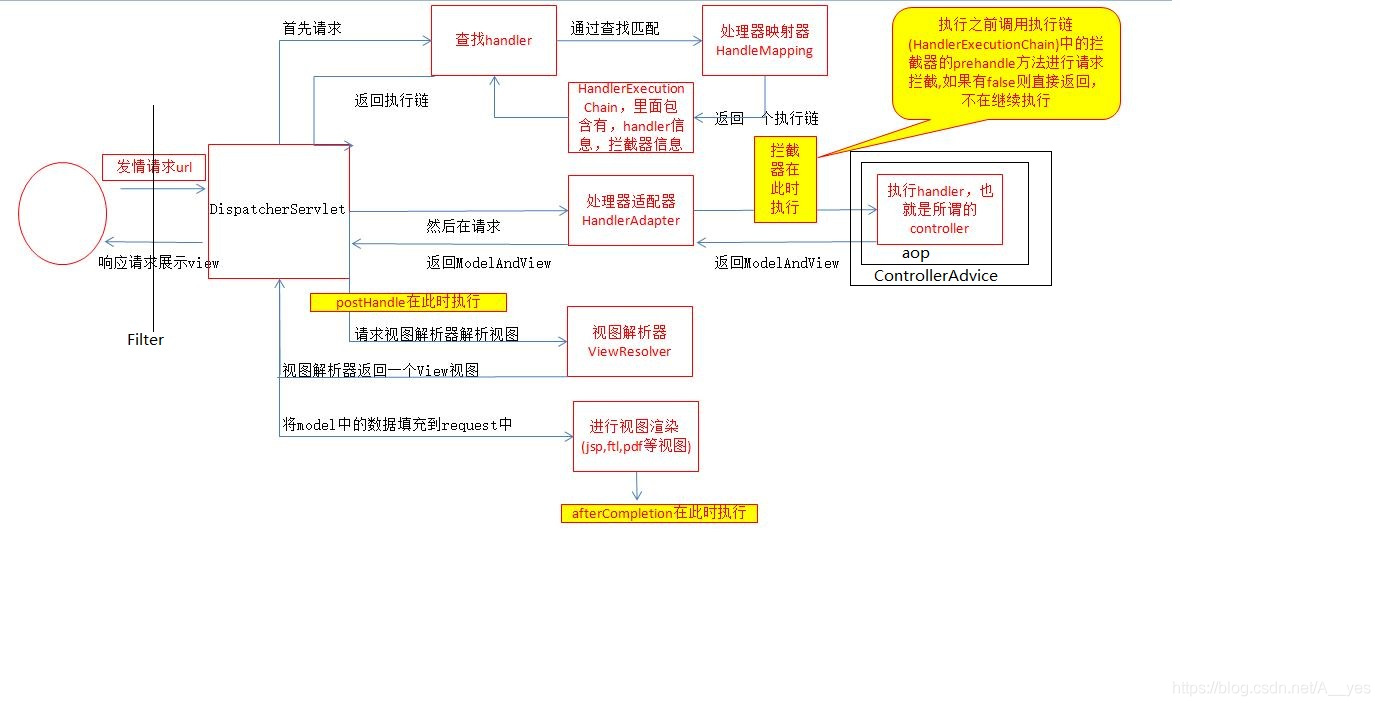 首先请求
查找handler
通过查找匹配
处理器映射器
HandleMapping
执行之前调用执行链
(HandlerExecutionChain)中的拦
截器的prehandle方法进行请求
拦截,如果有false则直接返回，
不在继续执行
返回执行链
HandlerExecution
Chain，里面包
含有，handler信
息，拦截器信息
返回一个执行链
拦截
器在
此时
执行
发情请求url
DispatcherServlet
处理器适配器
HandlerAdapter
然后在请求
执行handler，也
就是所谓的
controller
aop
ControllerAdvice
响应请求展示view
返回ModelAndView
返回ModelAndView
postHandle在此时执行
Filter
请求视图解析器解析视图
视图解析器
ViewResolver
视图解析器返回一个View视图
将model中的数据填充到request中
进行视图渲染
(jsp,ftl,pdf等视图)
afterCompletion在此时执行
https://blog.csdn.net/A__yes